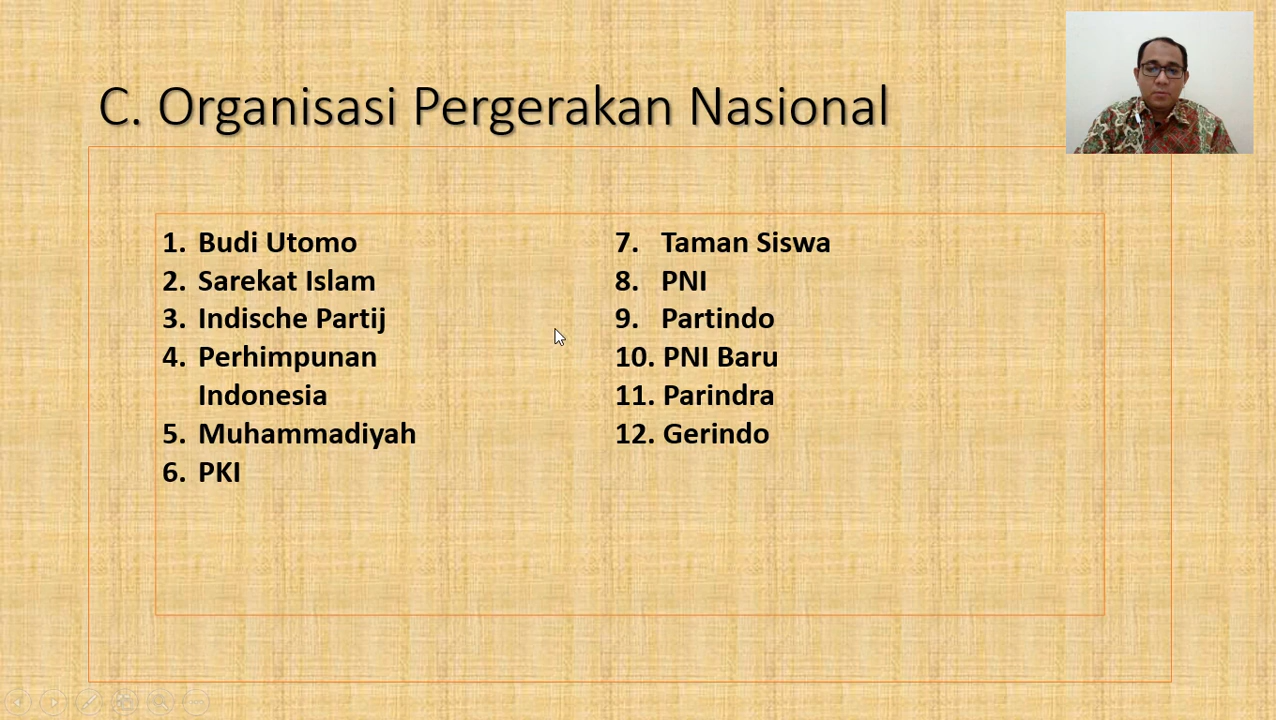 C. Organisasi Pergerakan Nasional
1. Budi Utomo
2. Sarekat Islam
3. Indische Partij
4. Perhimpunan
Indonesia
5. Muhammadiyah
6. PKI
7. Taman Siswa
8. PNI
9. Partindo
10. PNI Baru
11. Parindra
12. Gerindo